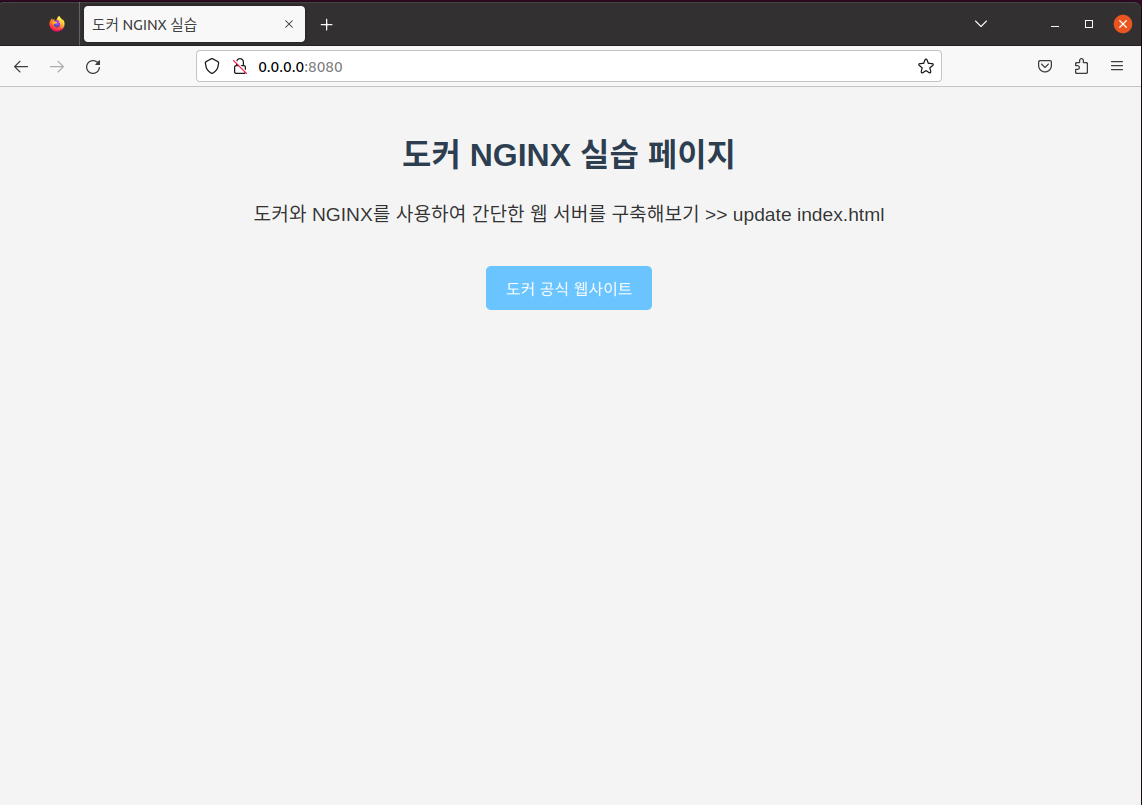 도커 NGINX 실습
0.0.0.0:8080
도커 NGINX 실습 페이지
도커와 NGINX를 사용하여 간단한 웹 서버를 구축해보기 >> update index.html
도커 공식 웹사이트